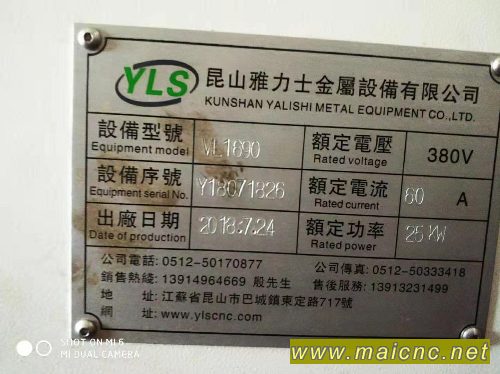 YLS 昆山雅力士金屬設備有限公司
KUNSHAN YALISHI METAL EQUIPMENT CO.,LTD.
設備型號 VL1690 額定電壓 380V
Equipment model Rated voltage
設備序號 Y18071826 額定電流 60 A
Equipment serial No. Rated current
出廠日期 2018.7.24 額定功率 25KW
Date of production Rated power
公司電話: 0512-50170877 公司傳真: 0512-50333418
銷售熱綫: 13914964669 殷先生 售後服務: 13913231499
地 址: 江蘇省昆山市巴城鎮東定路717號
網 址: www.ylscnc.com
SHOT ON MI 6
MI DUAL CAMERA
www.maicnc.net